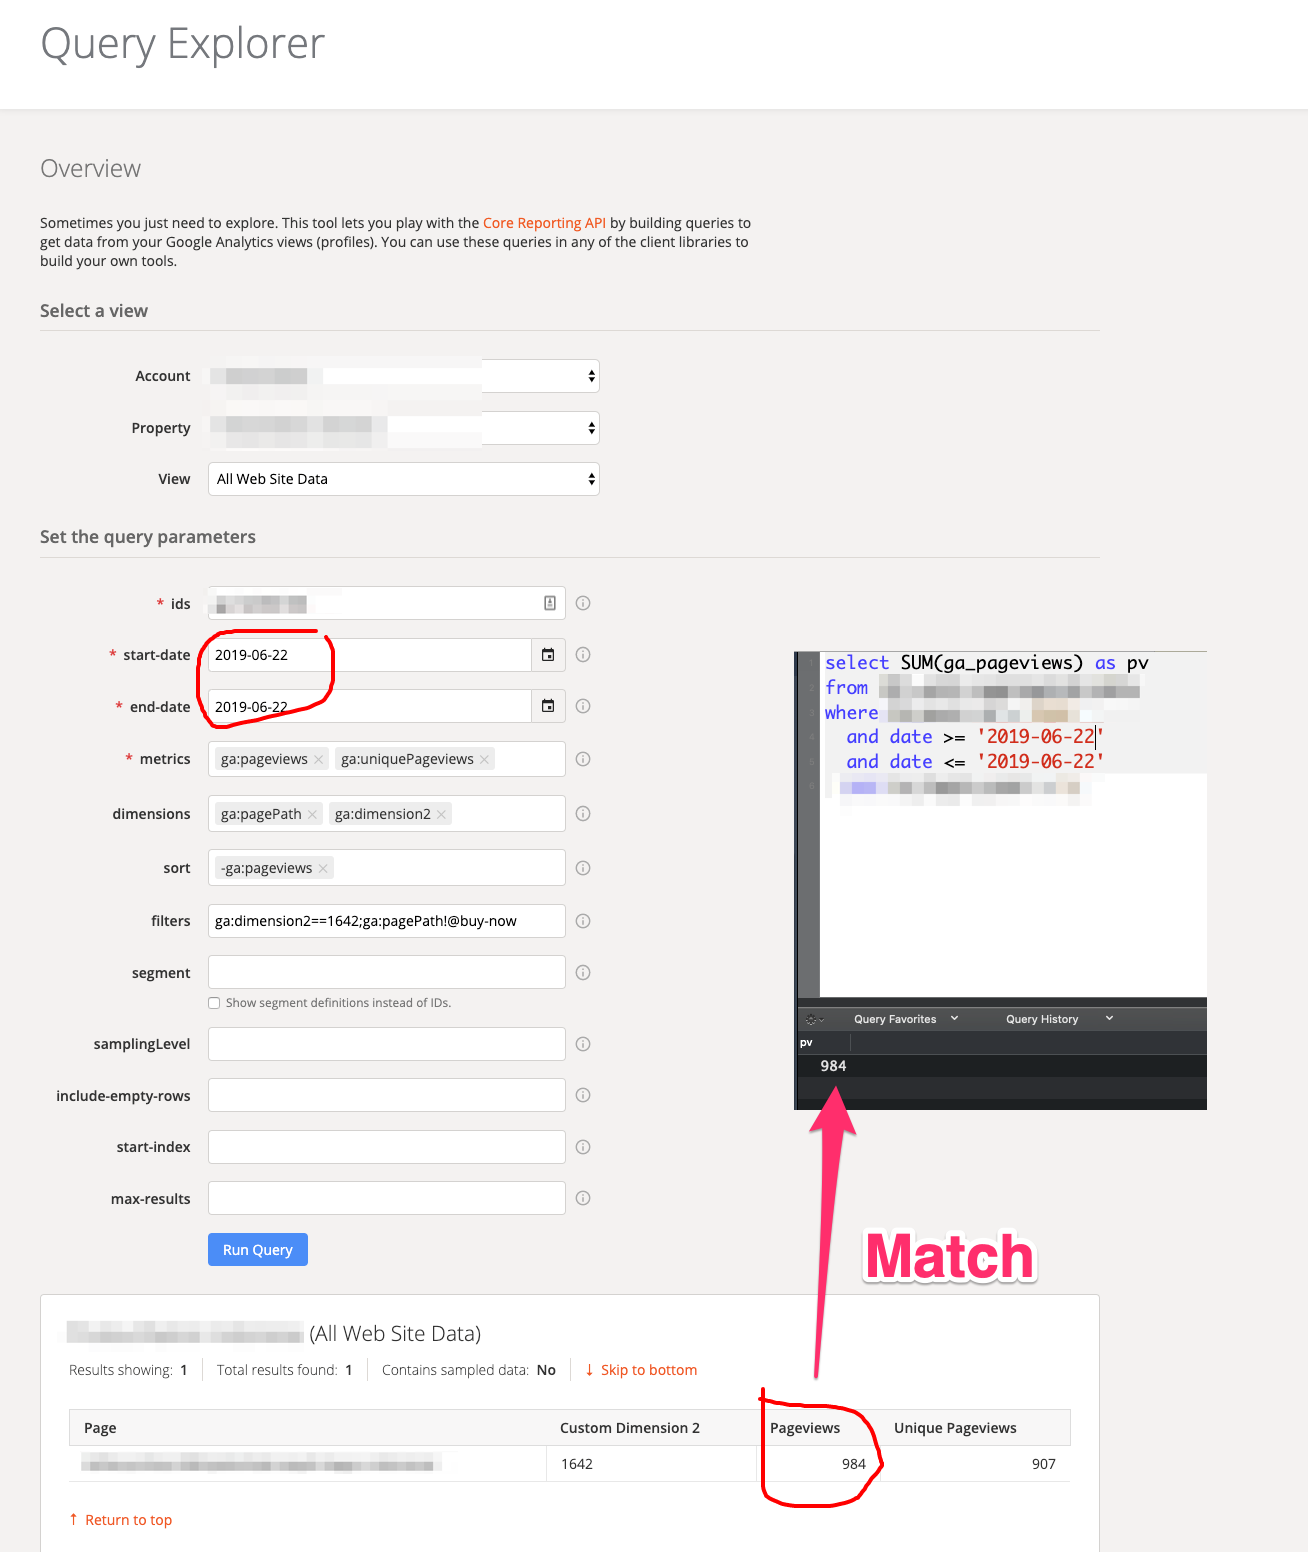 Query Explorer
Overview
Sometimes you just need to explore. This tool lets you play with the Core Reporting API by building queries to
get data from your Google Analytics views (profiles). You can use these queries in any of the client libraries to
build your own tools.
Select a view
Account
Property
View All Web Site Data
Set the query parameters
* ids
* start-date 2019-06-22
* end-date 2019-06-22
* metrics ga:pageviews × ga:uniquePageviews ×
dimensions ga:pagePath × ga:dimension2 ×
sort -ga:pageviews ×
filters ga:dimension2==1642;ga:pagePath!@buy-now
segment
Show segment definitions instead of IDs.
samplingLevel
include-empty-rows
start-index
max-results
Run Query
select SUM(ga_pageviews) as pv
from
where
and date >= '2019-06-22'
and date <= '2019-06-22'
Query Favorites Query History
pv
984
Match
(All Web Site Data)
Results showing: 1 Total results found: 1 Contains sampled data: No ↓ Skip to bottom
Page Custom Dimension 2 Pageviews Unique Pageviews
1642 984 907
↑ Return to top